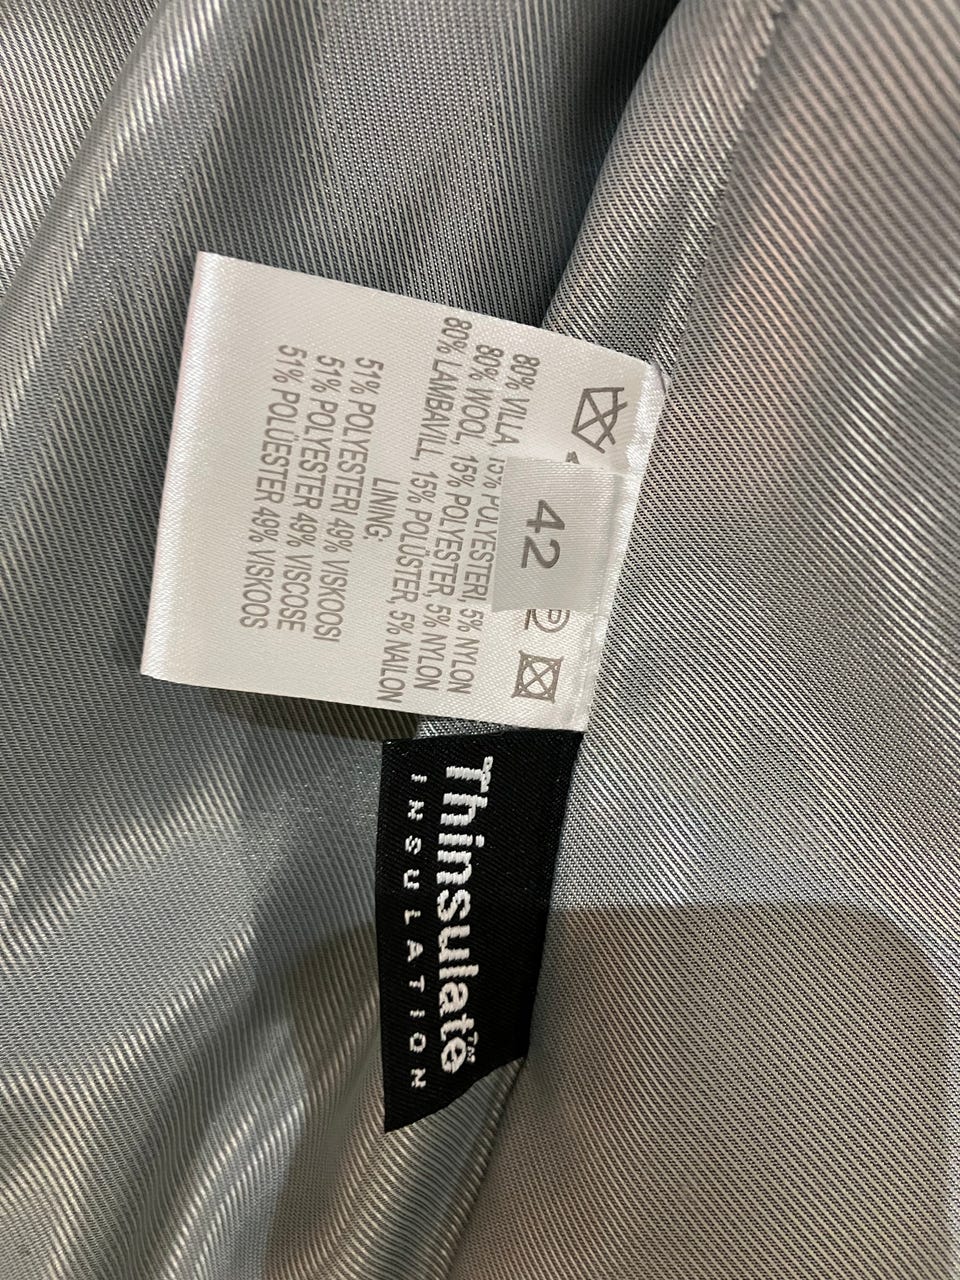 42
80% VILLA 15% POLYESTERI, 5% NYLON
80% WOOL, 15% POLYESTER, 5% NYLON
80% LAMBAVILL, 15% POLÜSTER, 5% NAILON
LINING
51% POLYESTERI 49% VISKOOSI
51% POLYESTER 49% VISCOSE
51% POLÜESTER 49% VISKOOS
Thinsulate™
INSULATION